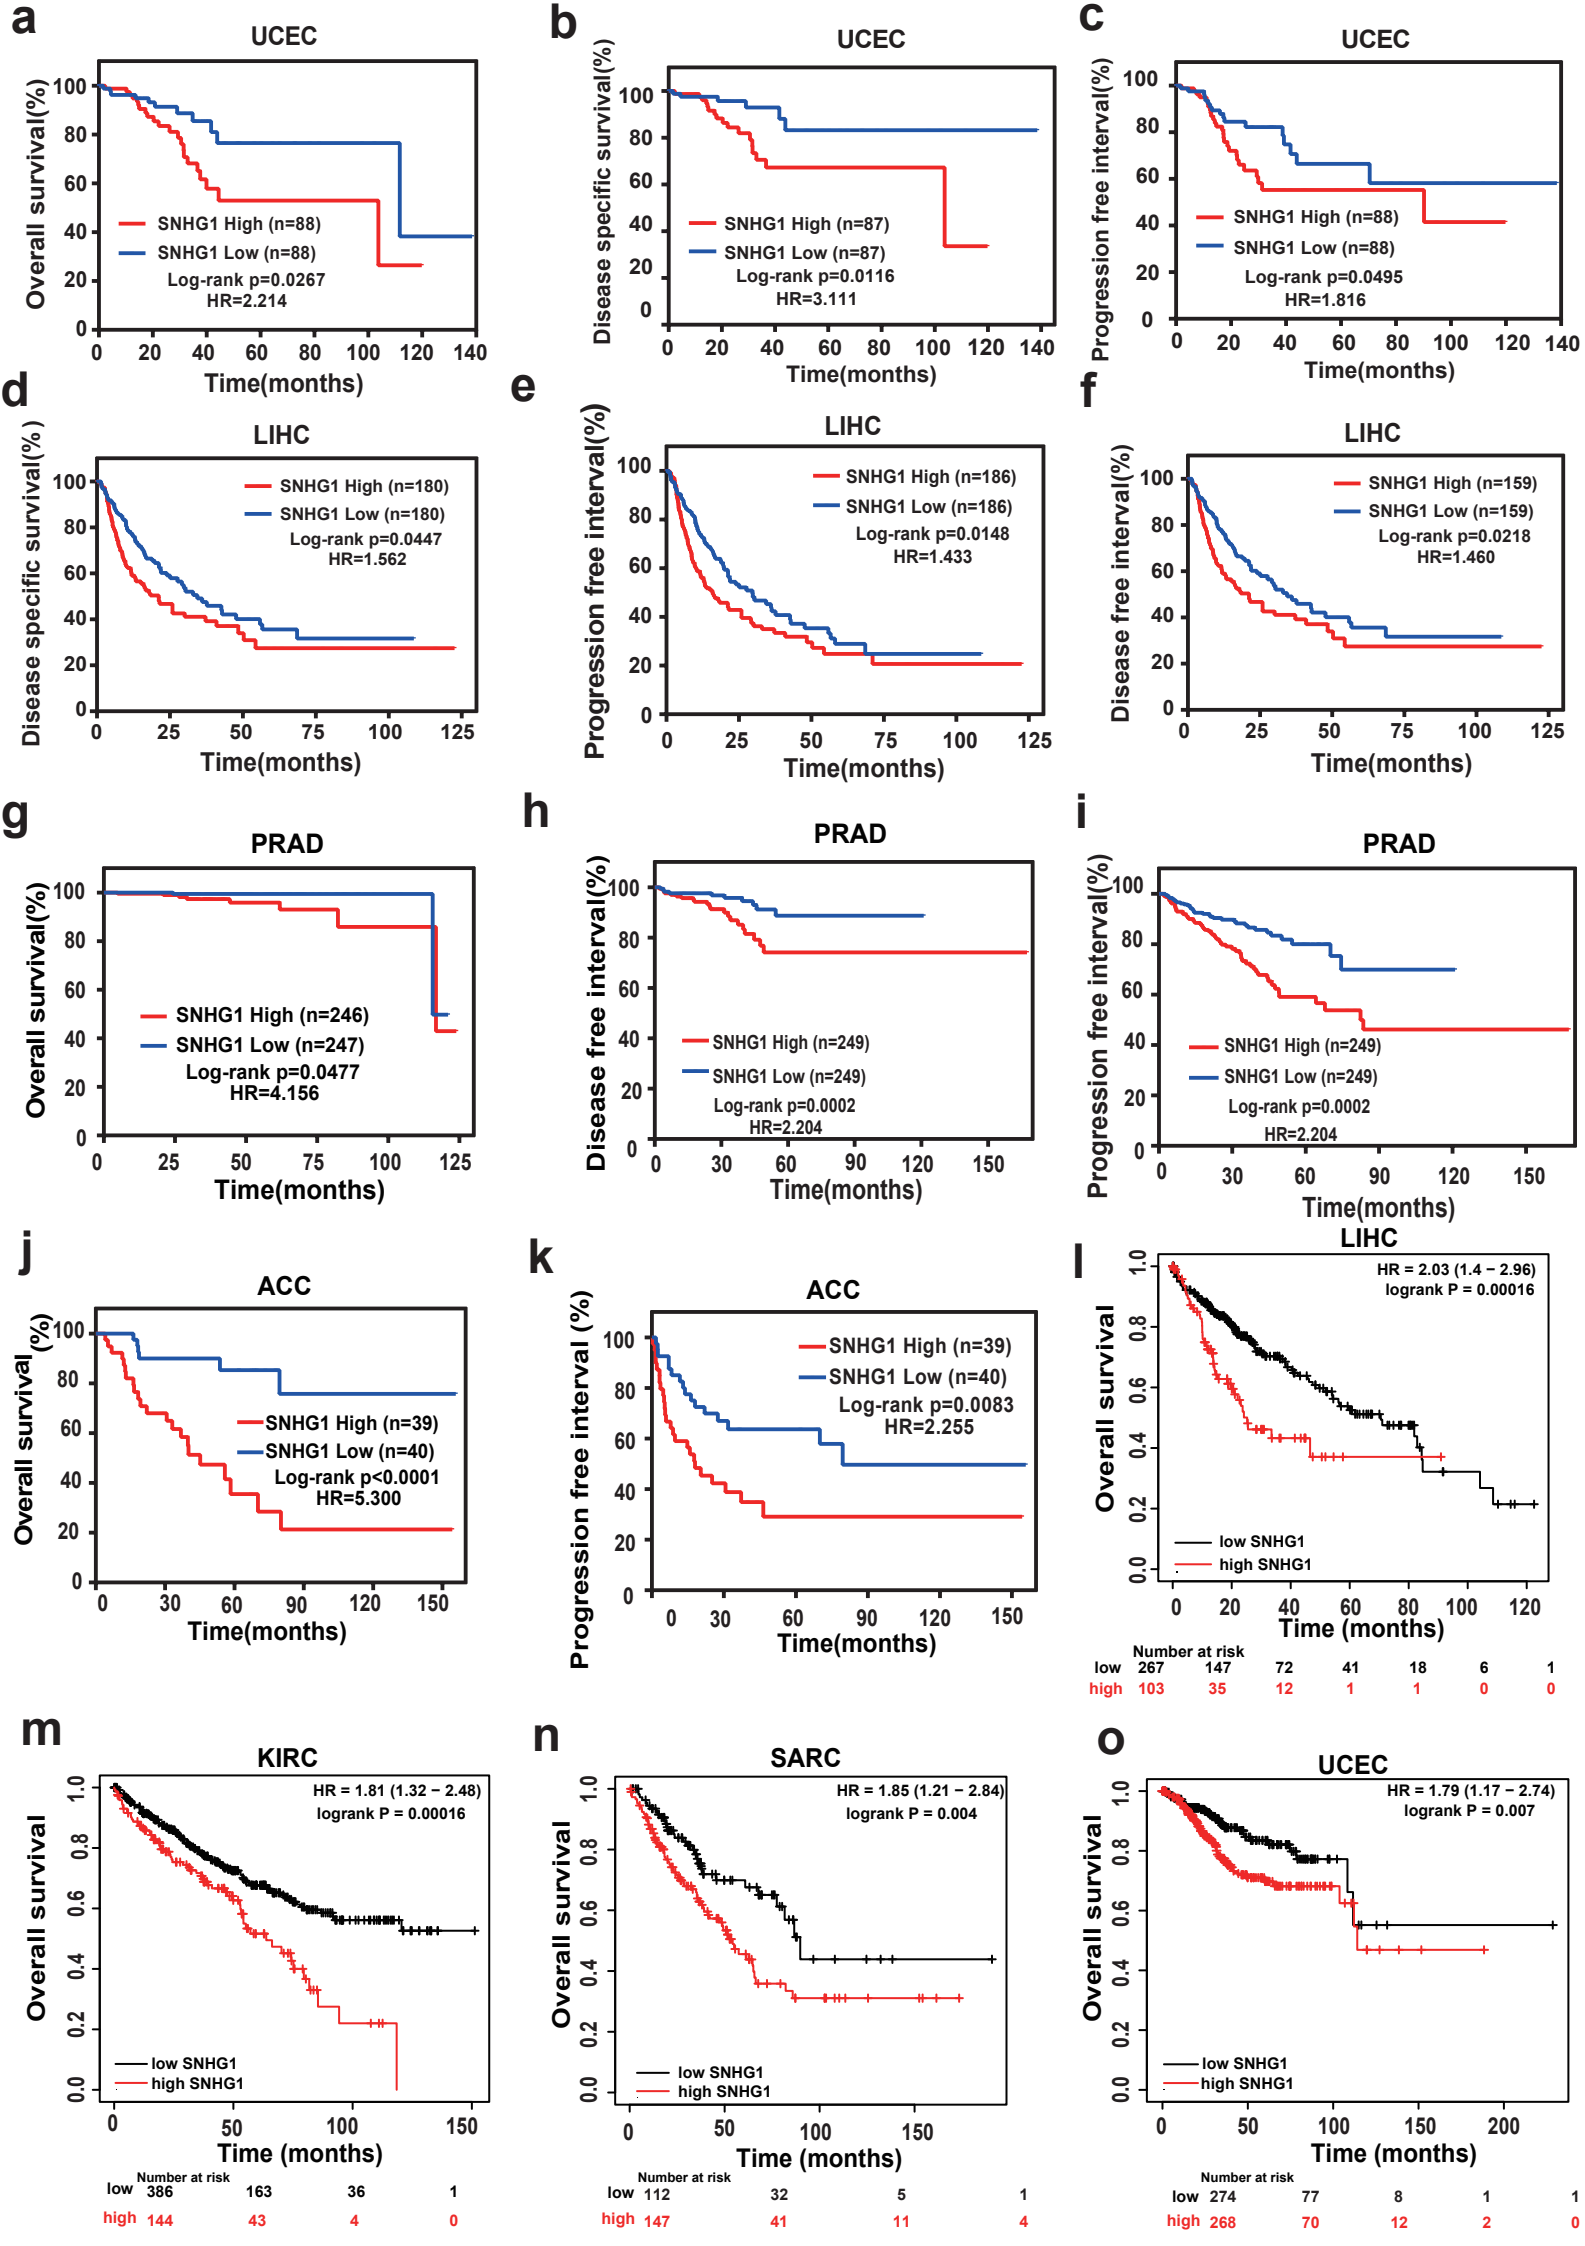 a
UCEC
Overall survival(%)
100
80
60
40
20
0
SNHG1 High (n=88)
SNHG1 Low (n=88)
Log-rank p=0.0267
HR=2.214
0 20 40 60 80 100 120 140
Time(months)
b
UCEC
Disease specific survival(%)
100
80
60
40
20
0
SNHG1 High (n=87)
SNHG1 Low (n=87)
Log-rank p=0.0116
HR=3.111
0 20 40 60 80 100 120 140
Time(months)
c
UCEC
Progression free interval(%)
100
80
60
40
20
0
SNHG1 High (n=88)
SNHG1 Low (n=88)
Log-rank p=0.0495
HR=1.816
0 20 40 60 80 100 120 140
Time(months)
d
LIHC
Disease specific survival(%)
100
80
60
40
20
0
SNHG1 High (n=180)
SNHG1 Low (n=180)
Log-rank p=0.0447
HR=1.562
0 25 50 75 100 125
Time(months)
e
LIHC
Progression free interval(%)
100
80
60
40
20
0
SNHG1 High (n=186)
SNHG1 Low (n=186)
Log-rank p=0.0148
HR=1.433
0 25 50 75 100 125
Time(months)
f
LIHC
Disease free interval(%)
100
80
60
40
20
0
SNHG1 High (n=159)
SNHG1 Low (n=159)
Log-rank p=0.0218
HR=1.460
0 25 50 75 100 125
Time(months)
g
PRAD
Overall survival(%)
100
80
60
40
20
0
SNHG1 High (n=246)
SNHG1 Low (n=247)
Log-rank p=0.0477
HR=4.156
0 25 50 75 100 125
Time(months)
h
PRAD
Disease free interval(%)
100
80
60
40
20
0
SNHG1 High (n=249)
SNHG1 Low (n=249)
Log-rank p=0.0002
HR=2.204
0 30 60 90 120 150
Time(months)
i
PRAD
Progression free interval(%)
100
80
60
40
20
0
SNHG1 High (n=249)
SNHG1 Low (n=249)
Log-rank p=0.0002
HR=2.204
0 30 60 90 120 150
Time(months)
j
ACC
Overall survival(%)
100
80
60
40
20
0
SNHG1 High (n=39)
SNHG1 Low (n=40)
Log-rank p<0.0001
HR=5.300
0 30 60 90 120 150
Time(months)
k
ACC
Progression free interval (%)
100
80
60
40
20
0
SNHG1 High (n=39)
SNHG1 Low (n=40)
Log-rank p=0.0083
HR=2.255
0 30 60 90 120 150
Time(months)
l
LIHC
Overall survival
1.0
0.8
0.6
0.4
0.2
0.0
HR = 2.03 (1.4 − 2.96)
logrank P = 0.00016
low SNHG1
high SNHG1
0 20 40 60 80 100 120
Time (months)
Number at risk
low 267 147 72 41 18 6 1
high 103 35 12 1 1 0 0
m
KIRC
Overall survival
1.0
0.8
0.6
0.4
0.2
0.0
HR = 1.81 (1.32 − 2.48)
logrank P = 0.00016
low SNHG1
high SNHG1
0 50 100 150
Time (months)
Number at risk
low 386 163 36 1
high 144 43 4 0
n
SARC
Overall survival
1.0
0.8
0.6
0.4
0.2
0.0
HR = 1.85 (1.21 − 2.84)
logrank P = 0.004
low SNHG1
high SNHG1
0 50 100 150
Time (months)
Number at risk
low 112 32 5 1
high 147 41 11 4
o
UCEC
Overall survival
1.0
0.8
0.6
0.4
0.2
0.0
HR = 1.79 (1.17 − 2.74)
logrank P = 0.007
low SNHG1
high SNHG1
0 50 100 150 200
Time (months)
Number at risk
low 274 77 8 1 1
high 268 70 12 2 0